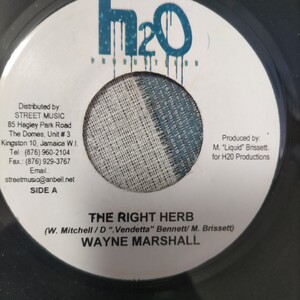 h2O
PRODUCTIONS
Distributed by:
STREET MUSIC
85 Hagley Park Road
The Domes, Unit # 3
Kingston 10, Jamaica W.I.
Tel: (876) 960-2104
Fax.: (876) 929-3767
Email:
streetmusic@anbell.net
SIDE A
Produced by:
M. "Liquid" Brissett.
for H20 Productions
THE RIGHT HERB
(W. Mitchell / D ".Vendetta" Bennett/ M. Brissett)
WAYNE MARSHALL